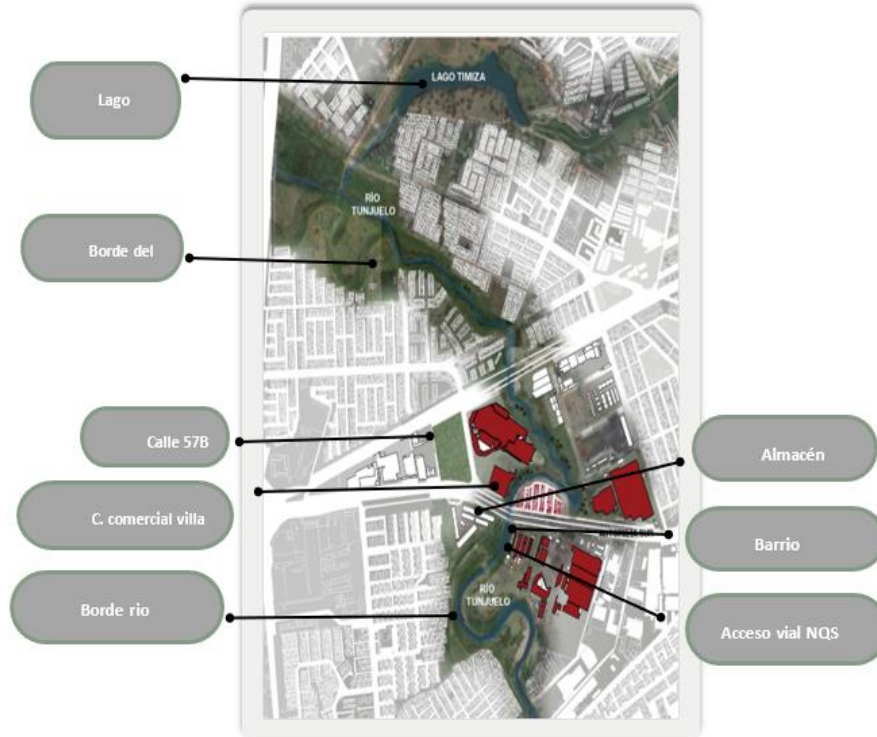 Lago
LAGO TIMIZA
RÍO
TUNJUELO
Borde del
Calle 57B
Almacén
C. comercial villa
Barrio
Borde rio
RÍO
TUNJUELO
Acceso vial NQS